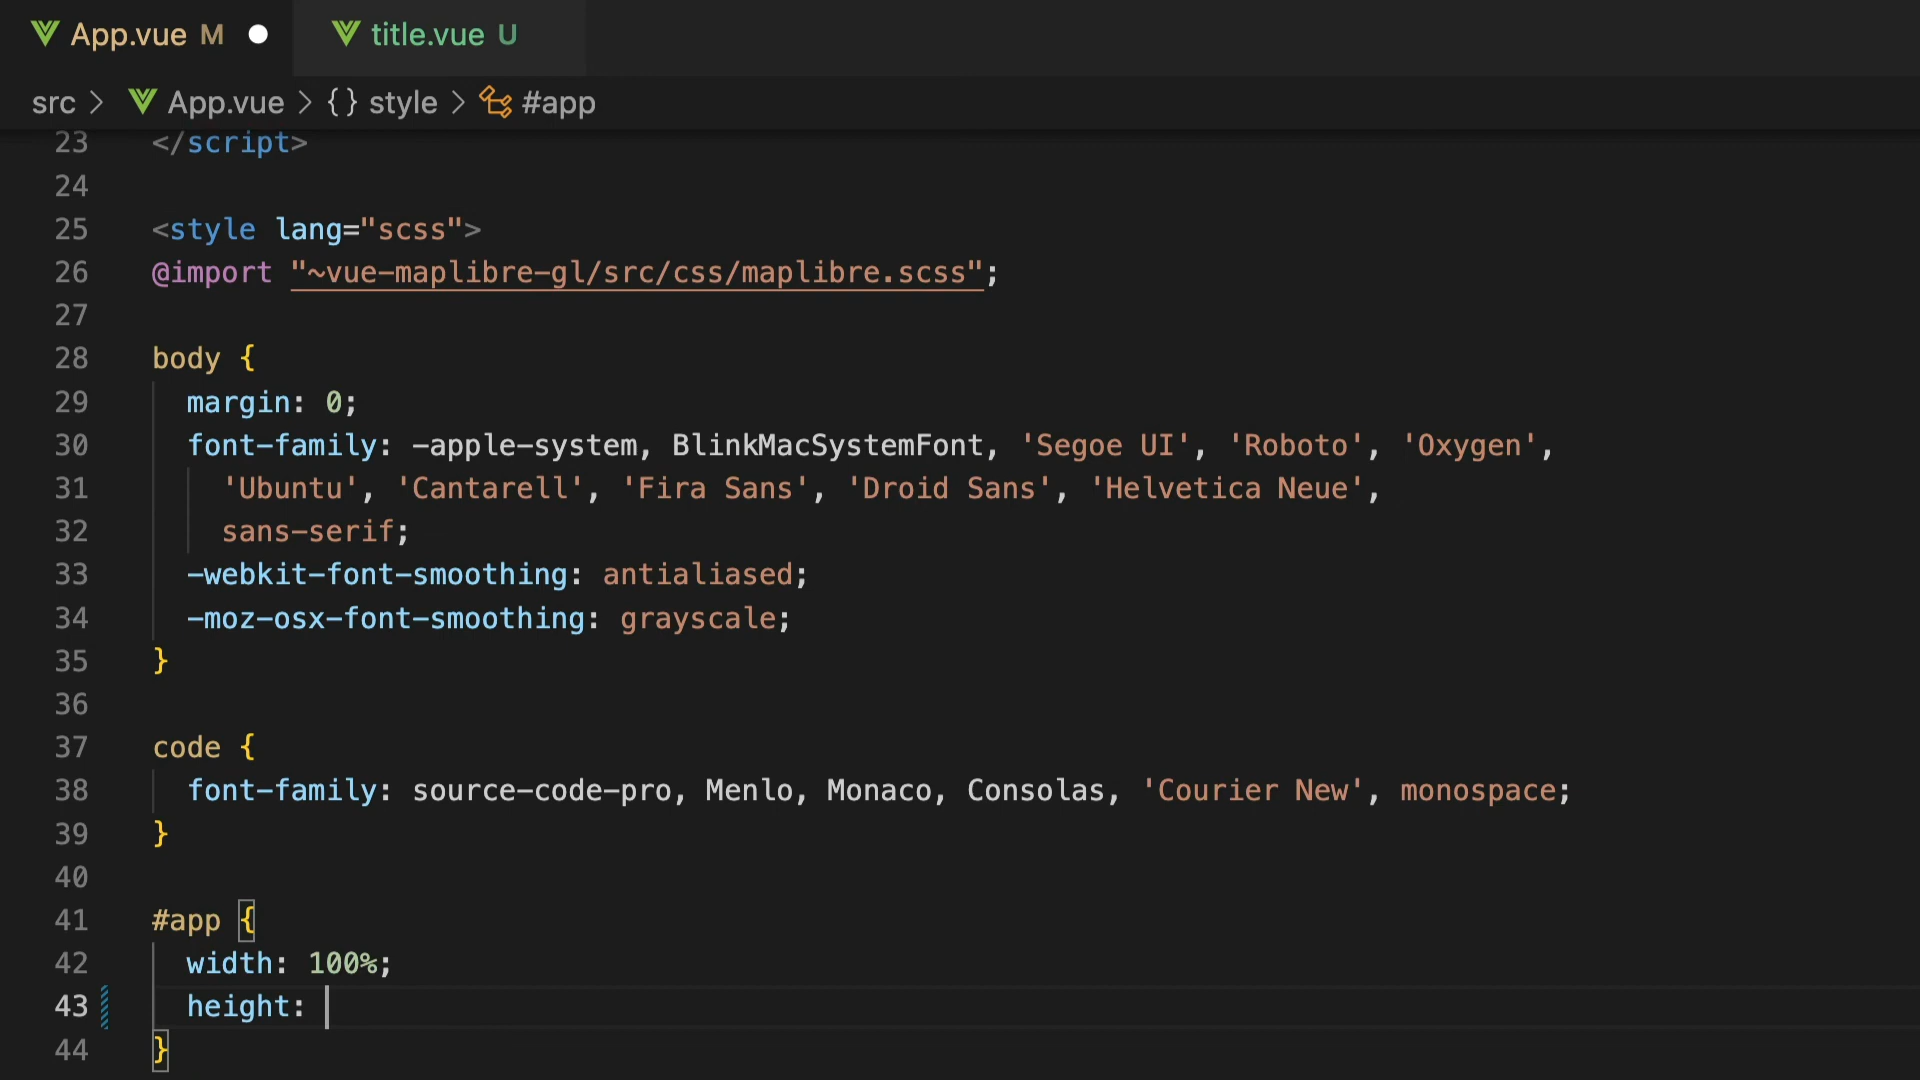 App.vue M title.vue U
src > App.vue > {} style > #app
23 </script>
24
25 <style lang="scss">
26 @import "~vue-maplibre-gl/src/css/maplibre.scss";
27
28 body {
29 margin: 0;
30 font-family: -apple-system, BlinkMacSystemFont, 'Segoe UI', 'Roboto', 'Oxygen',
31 'Ubuntu', 'Cantarell', 'Fira Sans', 'Droid Sans', 'Helvetica Neue',
32 sans-serif;
33 -webkit-font-smoothing: antialiased;
34 -moz-osx-font-smoothing: grayscale;
35 }
36
37 code {
38 font-family: source-code-pro, Menlo, Monaco, Consolas, 'Courier New', monospace;
39 }
40
41 #app {
42 width: 100%;
43 height:
44 }